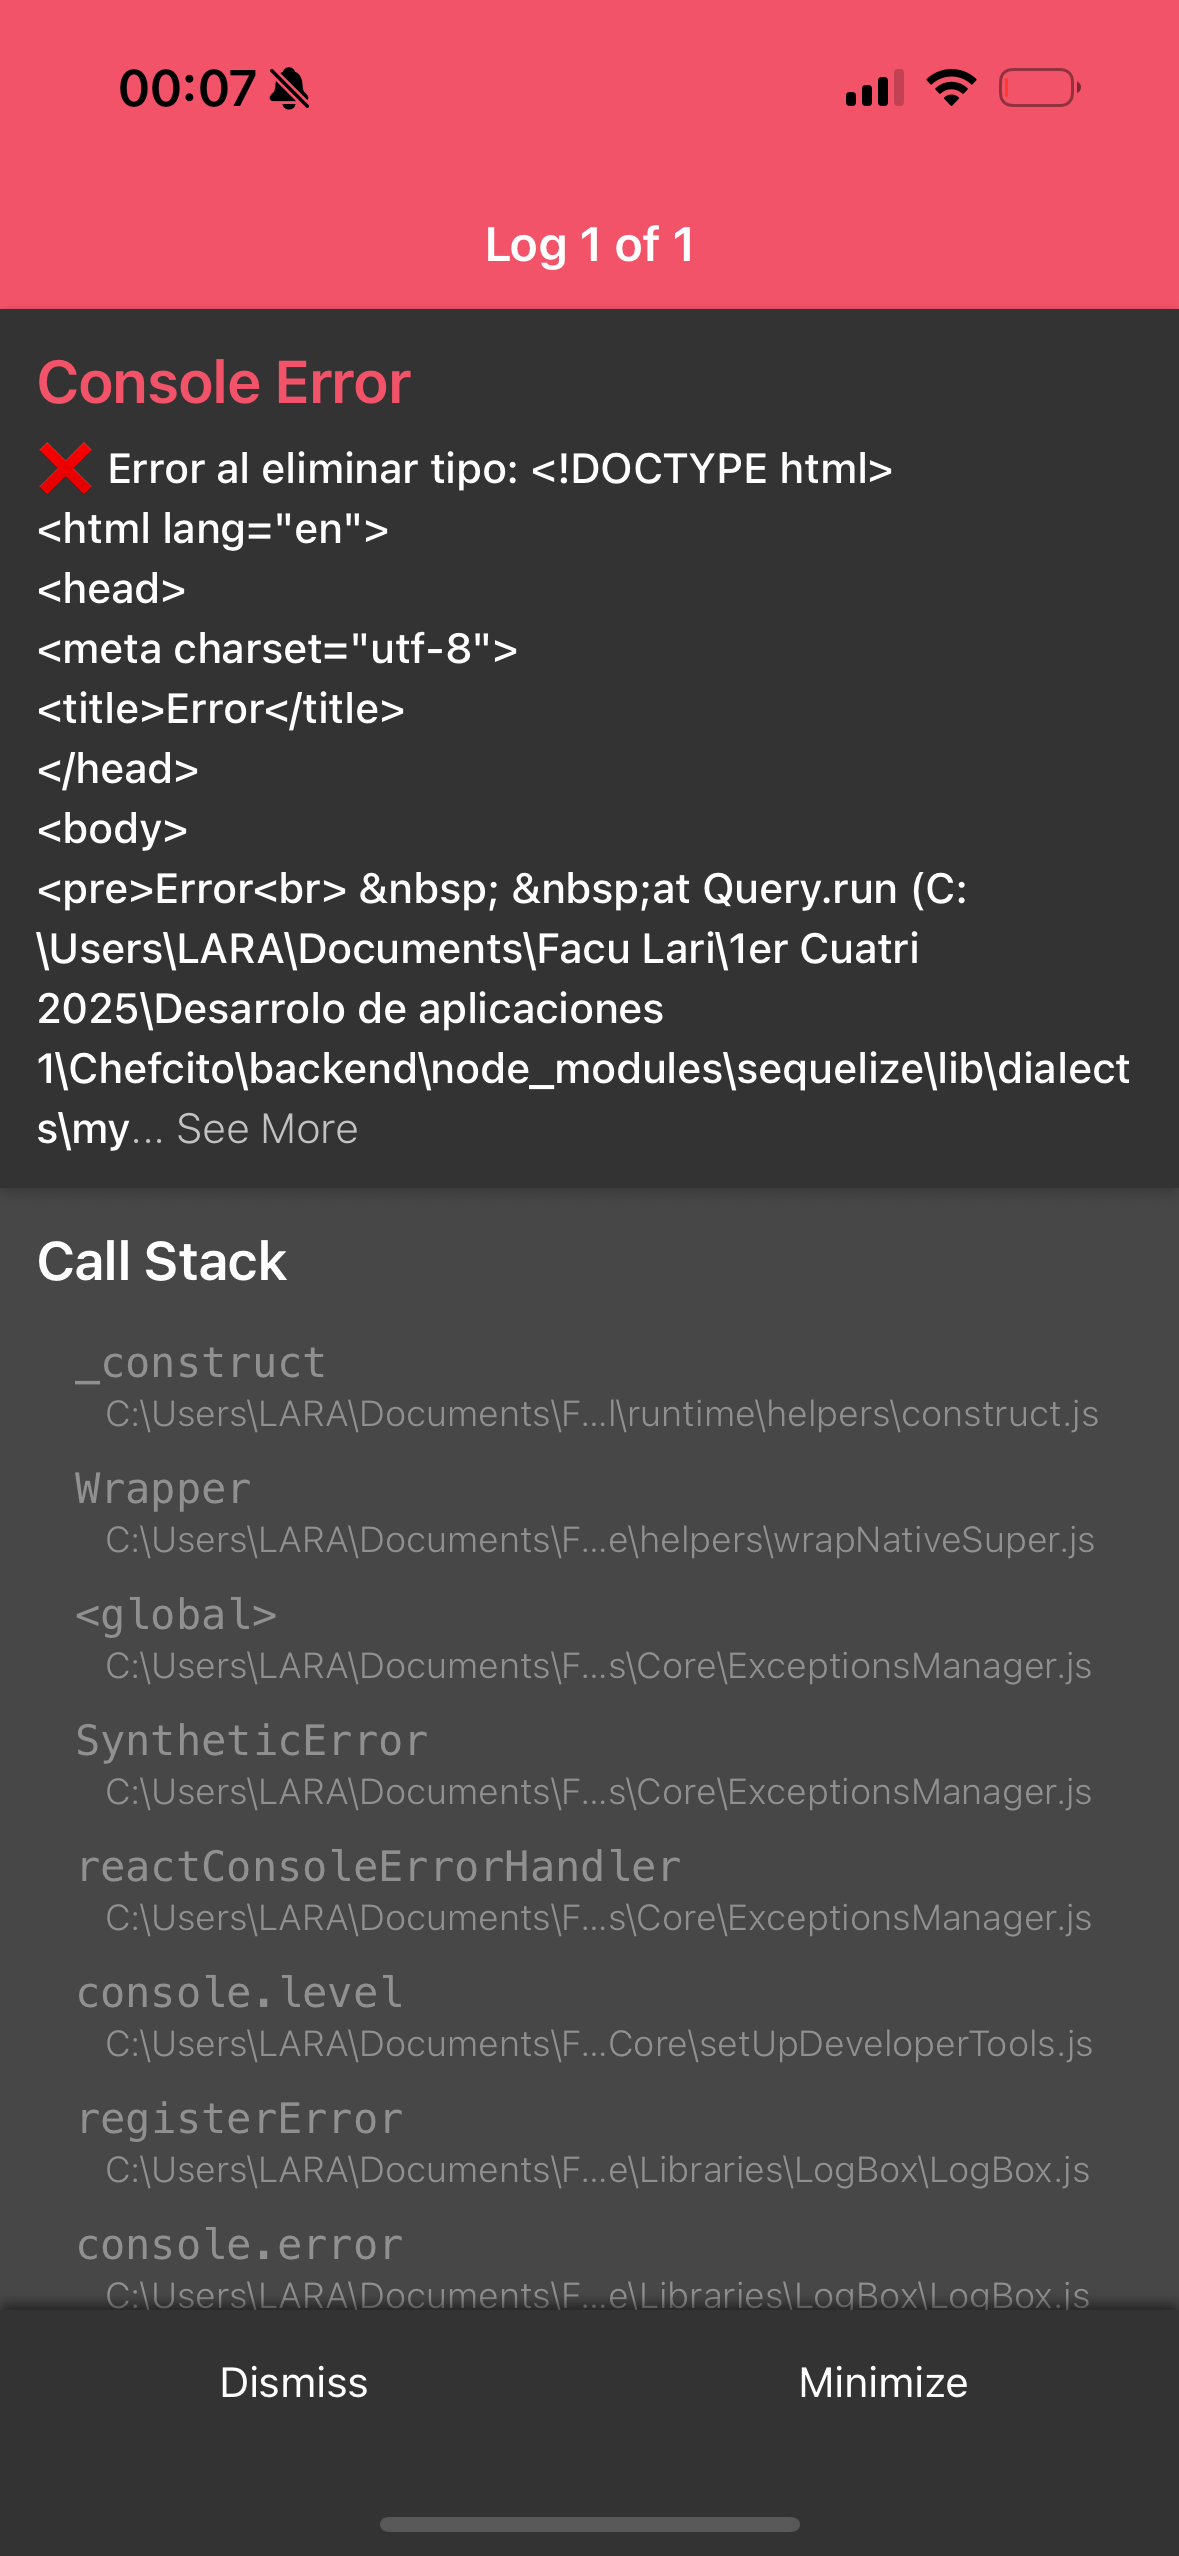 00:07
Log 1 of 1
Console Error
❌ Error al eliminar tipo: <!DOCTYPE html>
<html lang="en">
<head>
<meta charset="utf-8">
<title>Error</title>
</head>
<body>
<pre>Error<br> &nbsp; &nbsp;at Query.run (C:
\Users\LARA\Documents\Facu Lari\1er Cuatri
2025\Desarrolo de aplicaciones
1\Chefcito\backend\node_modules\sequelize\lib\dialect
s\my... See More
Call Stack
_construct
C:\Users\LARA\Documents\F...l\runtime\helpers\construct.js
Wrapper
C:\Users\LARA\Documents\F...e\helpers\wrapNativeSuper.js
<global>
C:\Users\LARA\Documents\F...s\Core\ExceptionsManager.js
SyntheticError
C:\Users\LARA\Documents\F...s\Core\ExceptionsManager.js
reactConsoleErrorHandler
C:\Users\LARA\Documents\F...s\Core\ExceptionsManager.js
console.level
C:\Users\LARA\Documents\F...Core\setUpDeveloperTools.js
registerError
C:\Users\LARA\Documents\F...e\Libraries\LogBox\LogBox.js
console.error
C:\Users\LARA\Documents\F...e\Libraries\LogBox\LogBox.js
Dismiss
Minimize